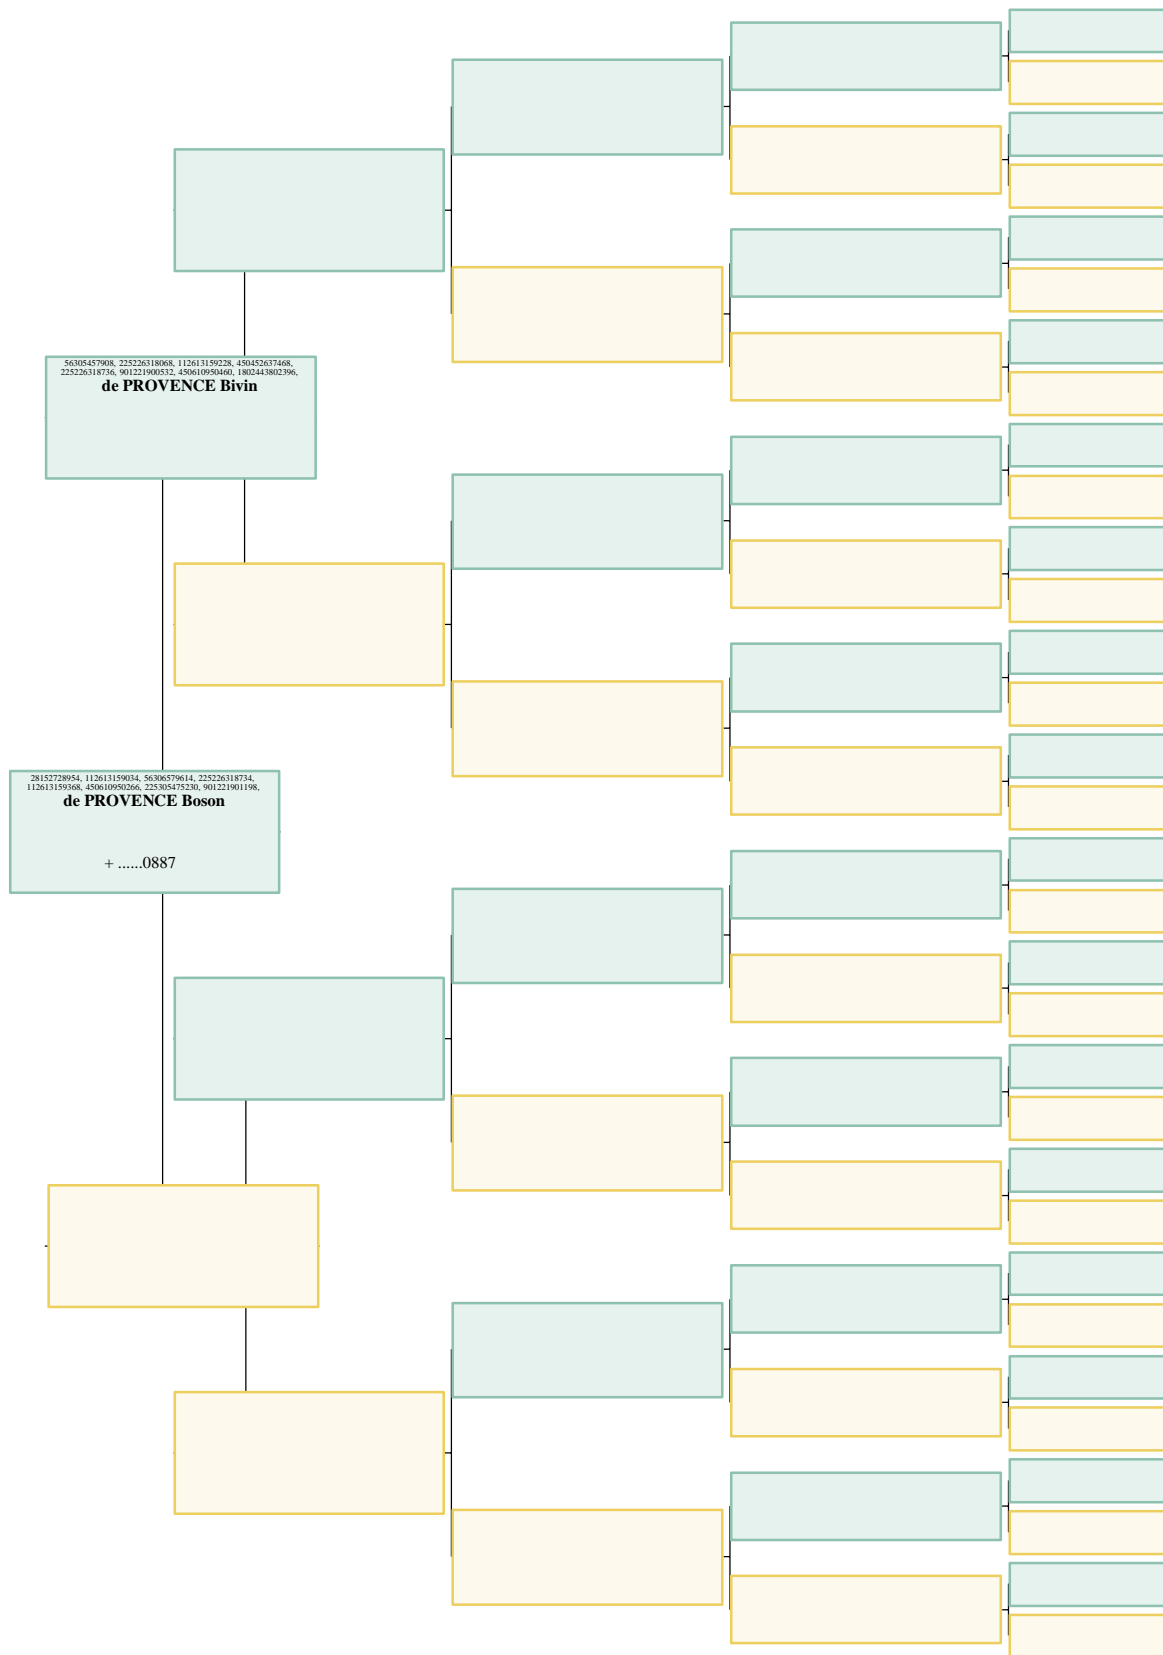 56305457908, 225226318068, 112613159228, 450452637468,
225226318736, 901221900532, 450610950460, 1802443802396,
de PROVENCE Bivin
28152728954, 112613159034, 56306579614, 225226318734,
112613159368, 450610950266, 225305475230, 901221901198,
de PROVENCE Boson
+ ......0887